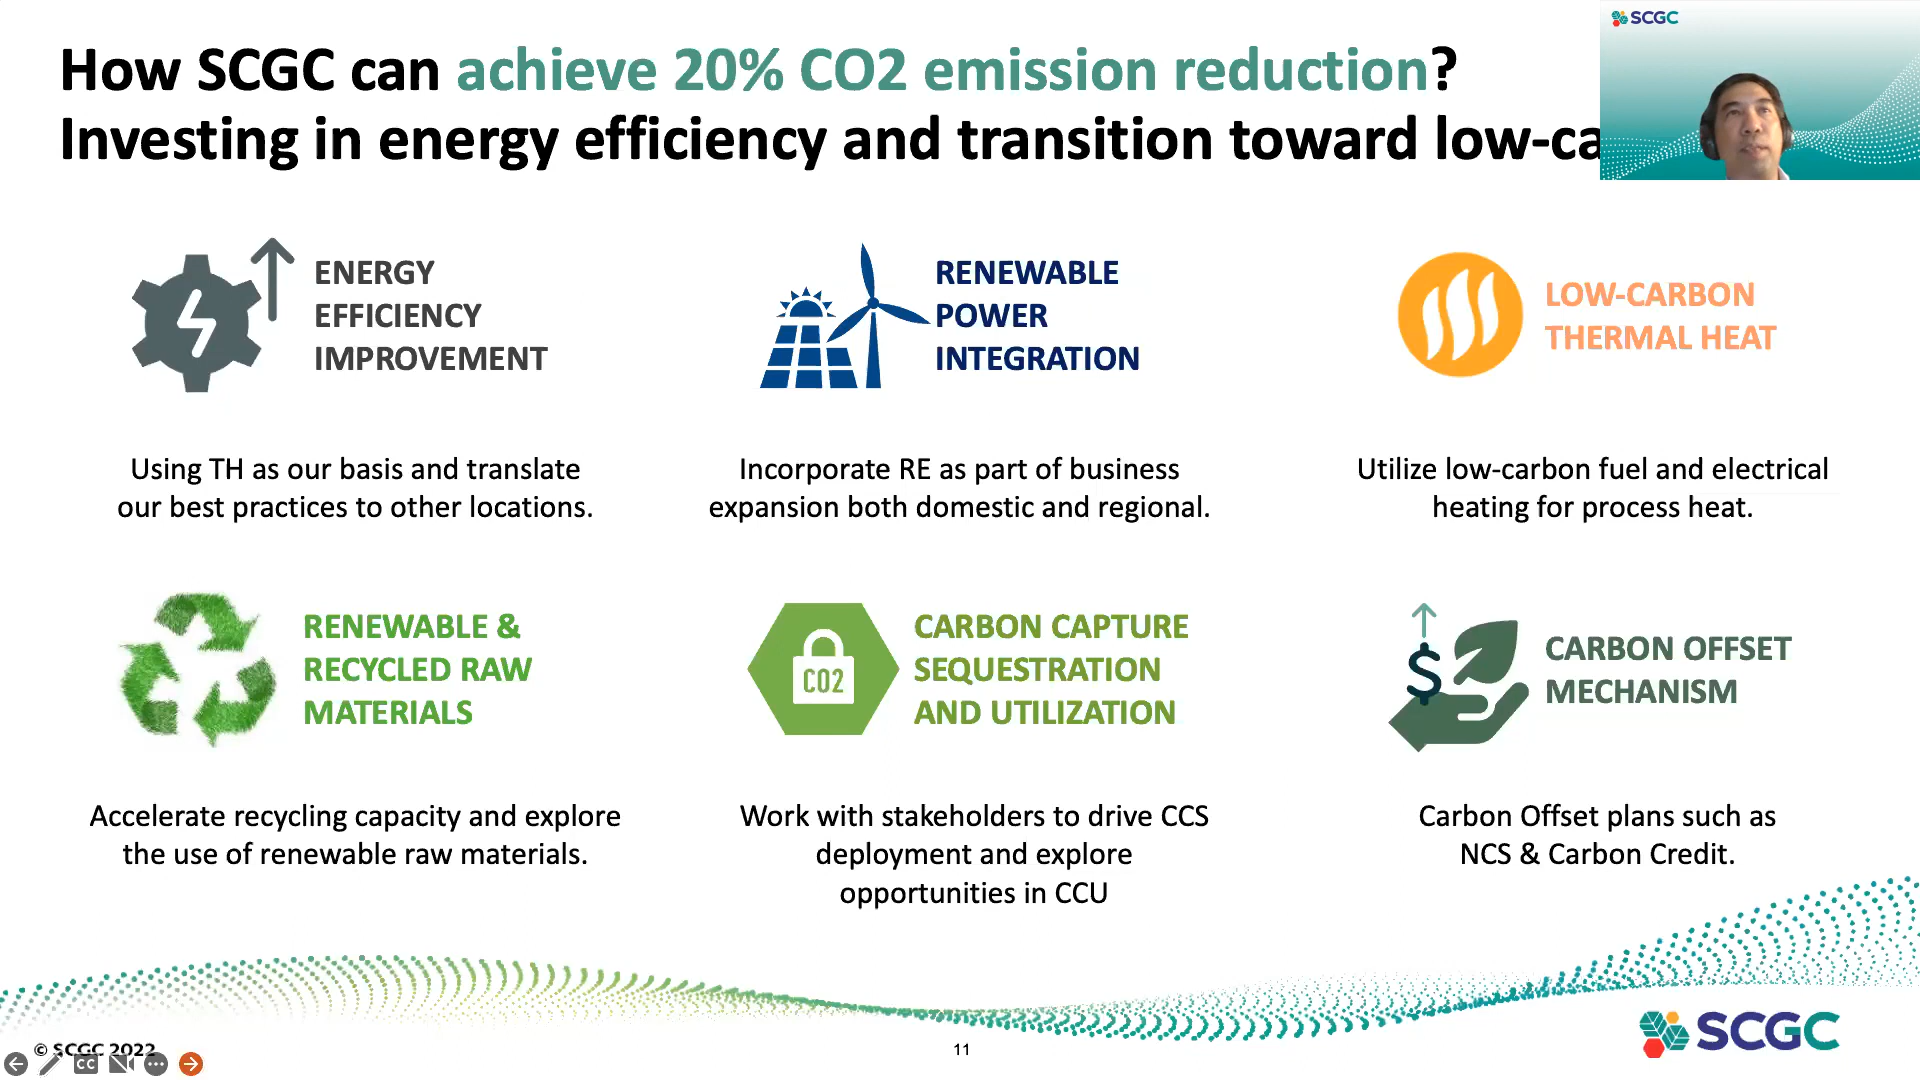 How SCGC can achieve 20% CO2 emission reduction?
Investing in energy efficiency and transition toward low-ca
SCGC
ENERGY
EFFICIENCY
IMPROVEMENT
Using TH as our basis and translate
our best practices to other locations.
RENEWABLE
POWER
INTEGRATION
Incorporate RE as part of business
expansion both domestic and regional.
LOW-CARBON
THERMAL HEAT
Utilize low-carbon fuel and electrical
heating for process heat.
RENEWABLE &
RECYCLED RAW
MATERIALS
Accelerate recycling capacity and explore
the use of renewable raw materials.
CO2
CARBON CAPTURE
SEQUESTRATION
AND UTILIZATION
Work with stakeholders to drive CCS
deployment and explore
opportunities in CCU
$
CARBON OFFSET
MECHANISM
Carbon Offset plans such as
NCS & Carbon Credit.
© SCGC 2022
CC
11
SCGC